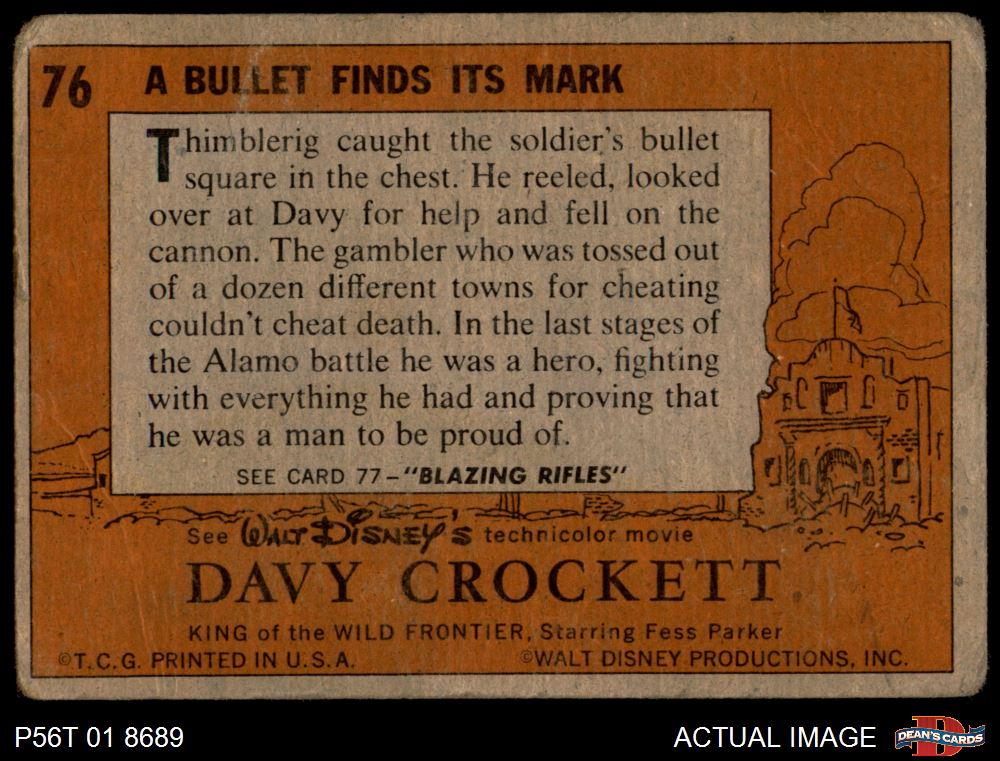 76 A BULLET FINDS ITS MARK
Thimblerig caught the soldier's bullet
square in the chest. He reeled, looked
over at Davy for help and fell on the
cannon. The gambler who was tossed out
of a dozen different towns for cheating
couldn't cheat death. In the last stages of
the Alamo battle he was a hero, fighting
with everything he had and proving that
he was a man to be proud of.
SEE CARD 77–"BLAZING RIFLES"
See WALT DISNEY'S technicolor movie
DAVY CROCKETT
KING of the WILD FRONTIER, Starring Fess Parker
©T.C.G. PRINTED IN U.S.A. ©WALT DISNEY PRODUCTIONS, INC.
P56T 01 8689 ACTUAL IMAGE DEAN'S CARDS